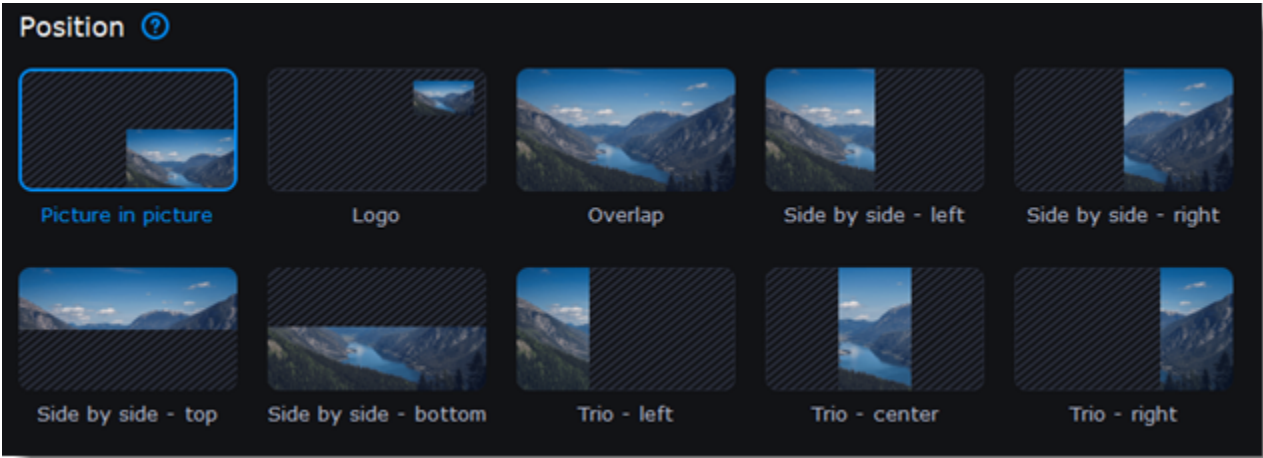 Position ?
Picture in picture
Logo
Overlap
Side by side - left
Side by side - right
Side by side - top
Side by side - bottom
Trio - left
Trio - center
Trio - right